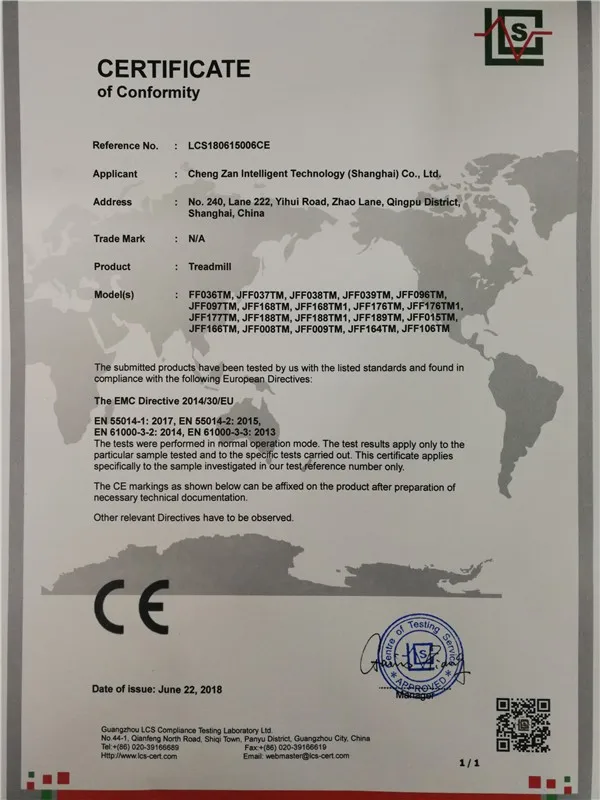 LCS
CERTIFICATE
of Conformity
Reference No. : LCS180615006CE
Applicant : Cheng Zan Intelligent Technology (Shanghai) Co., Ltd.
Address : No. 240, Lane 222, Yihui Road, Zhao Lane, Qingpu District,
Shanghai, China
Trade Mark : N/A
Product : Treadmill
Model(s) : FF036TM, JFF037TM, JFF038TM, JFF039TM, JFF096TM,
JFF097TM, JFF168TM, JFF168TM1, JFF176TM, JFF176TM1,
JFF177TM, JFF188TM, JFF188TM1, JFF189TM, JFF015TM,
JFF166TM, JFF008TM, JFF009TM, JFF164TM, JFF106TM
The submitted products have been tested by us with the listed standards and found in
compliance with the following European Directives:
The EMC Directive 2014/30/EU
EN 55014-1: 2017, EN 55014-2: 2015,
EN 61000-3-2: 2014, EN 61000-3-3: 2013
The tests were performed in normal operation mode. The test results apply only to the
particular sample tested and to the specific tests carried out. This certificate applies
specifically to the sample investigated in our test reference number only.
The CE markings as shown below can be affixed on the product after preparation of
necessary technical documentation.
Other relevant Directives have to be observed.
CE
Centre of Testing Service
LCS
* APPROVED *
Manager
Date of issue: June 22, 2018
Guangzhou LCS Compliance Testing Laboratory Ltd.
No.44-1, Qianfeng North Road, Shiqi Town, Panyu District, Guangzhou City, China
Tel:+(86) 020-39166689 Fax:+(86) 020-39166619
Http://www.lcs-cert.com Email: webmaster@lcs-cert.com
1 / 1